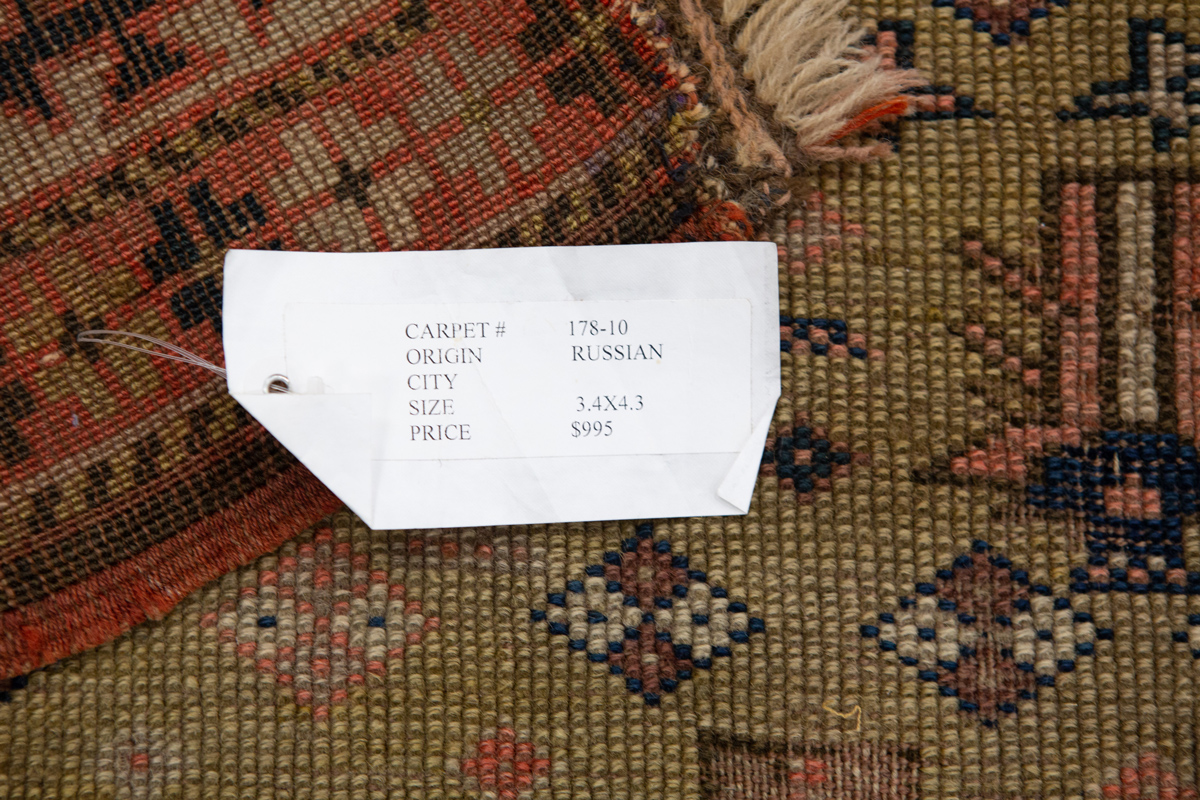 CARPET # 178-10
ORIGIN RUSSIAN
CITY
SIZE 3.4X4.3
PRICE $995